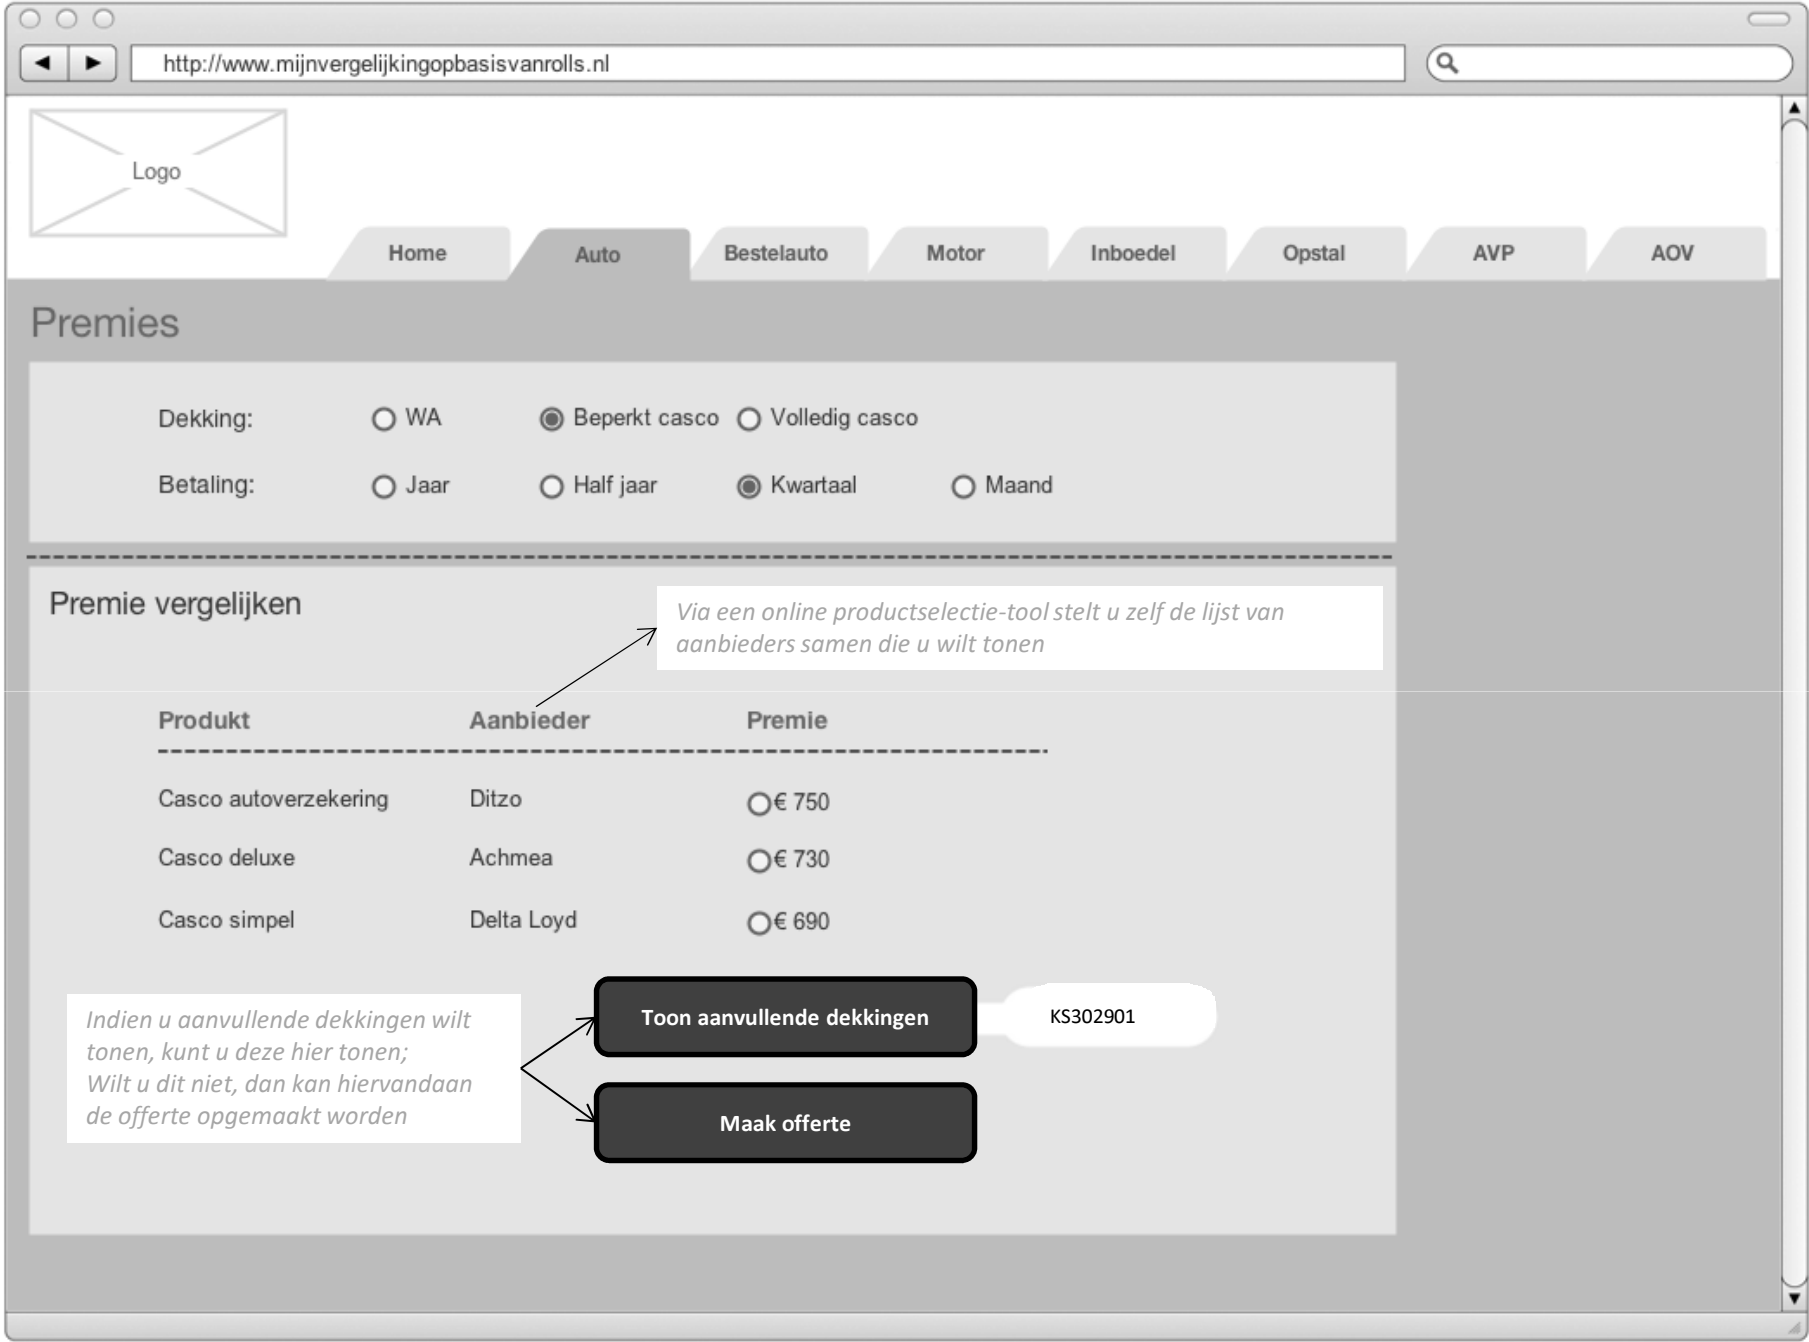 http://www.mijnvergelijkingopbasisvanrolls.nl
Logo
Home Auto Bestelauto Motor Inboedel Opstal AVP AOV
Premies
Dekking: WA Beperkt casco Volledig casco
Betaling: Jaar Half jaar Kwartaal Maand
Premie vergelijken
Via een online productselectie-tool stelt u zelf de lijst van
aanbieders samen die u wilt tonen
Produkt Aanbieder Premie
Casco autoverzekering Ditzo € 750
Casco deluxe Achmea € 730
Casco simpel Delta Loyd € 690
Indien u aanvullende dekkingen wilt
tonen, kunt u deze hier tonen;
Wilt u dit niet, dan kan hiervandaan
de offerte opgemaakt worden
Toon aanvullende dekkingen KS302901
Maak offerte